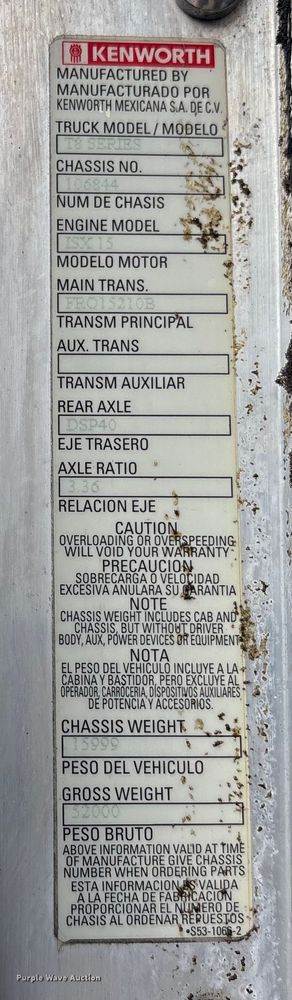 KENWORTH
MANUFACTURED BY
MANUFACTURADO POR
KENWORTH MEXICANA S.A. DE C.V.
TRUCK MODEL / MODELO
T8 SERIES
CHASSIS NO.
NUM DE CHASIS
ENGINE MODEL
ISX 15
MODELO MOTOR
MAIN TRANS.
FRO15210B
TRANSM PRINCIPAL
AUX. TRANS
TRANSM AUXILIAR
REAR AXLE
DSP40
EJE TRASERO
AXLE RATIO
3.36
RELACION EJE
CAUTION
OVERLOADING OR OVERSPEEDING
WILL VOID YOUR WARRANTY
PRECAUCION
SOBRECARGA O VELOCIDAD
EXCESIVA ANULARA SU GARANTIA
NOTE
CHASSIS WEIGHT INCLUDES CAB AND
CHASSIS, BUT WITHOUT DRIVER
BODY, AUX, POWER DEVICES OR EQUIPMENT
NOTA
EL PESO DEL VEHICULO INCLUYE A LA
CABINA Y BASTIDOR, PERO EXCLUYE AL
OPERADOR, CARROCERIA, DISPOSITIVOS AUXILIARES
DE POTENCIA Y ACCESORIOS.
CHASSIS WEIGHT
15999
PESO DEL VEHICULO
GROSS WEIGHT
52000
PESO BRUTO
ABOVE INFORMATION VALID AT TIME
OF MANUFACTURE GIVE CHASSIS
NUMBER WHEN ORDERING PARTS
ESTA INFORMACION ES VALIDA
A LA FECHA DE FABRICACION
PROPORCIONAR EL NUMERO DE
CHASIS AL ORDENAR REPUESTOS
•S53-1066-2
Purple Wave Auction